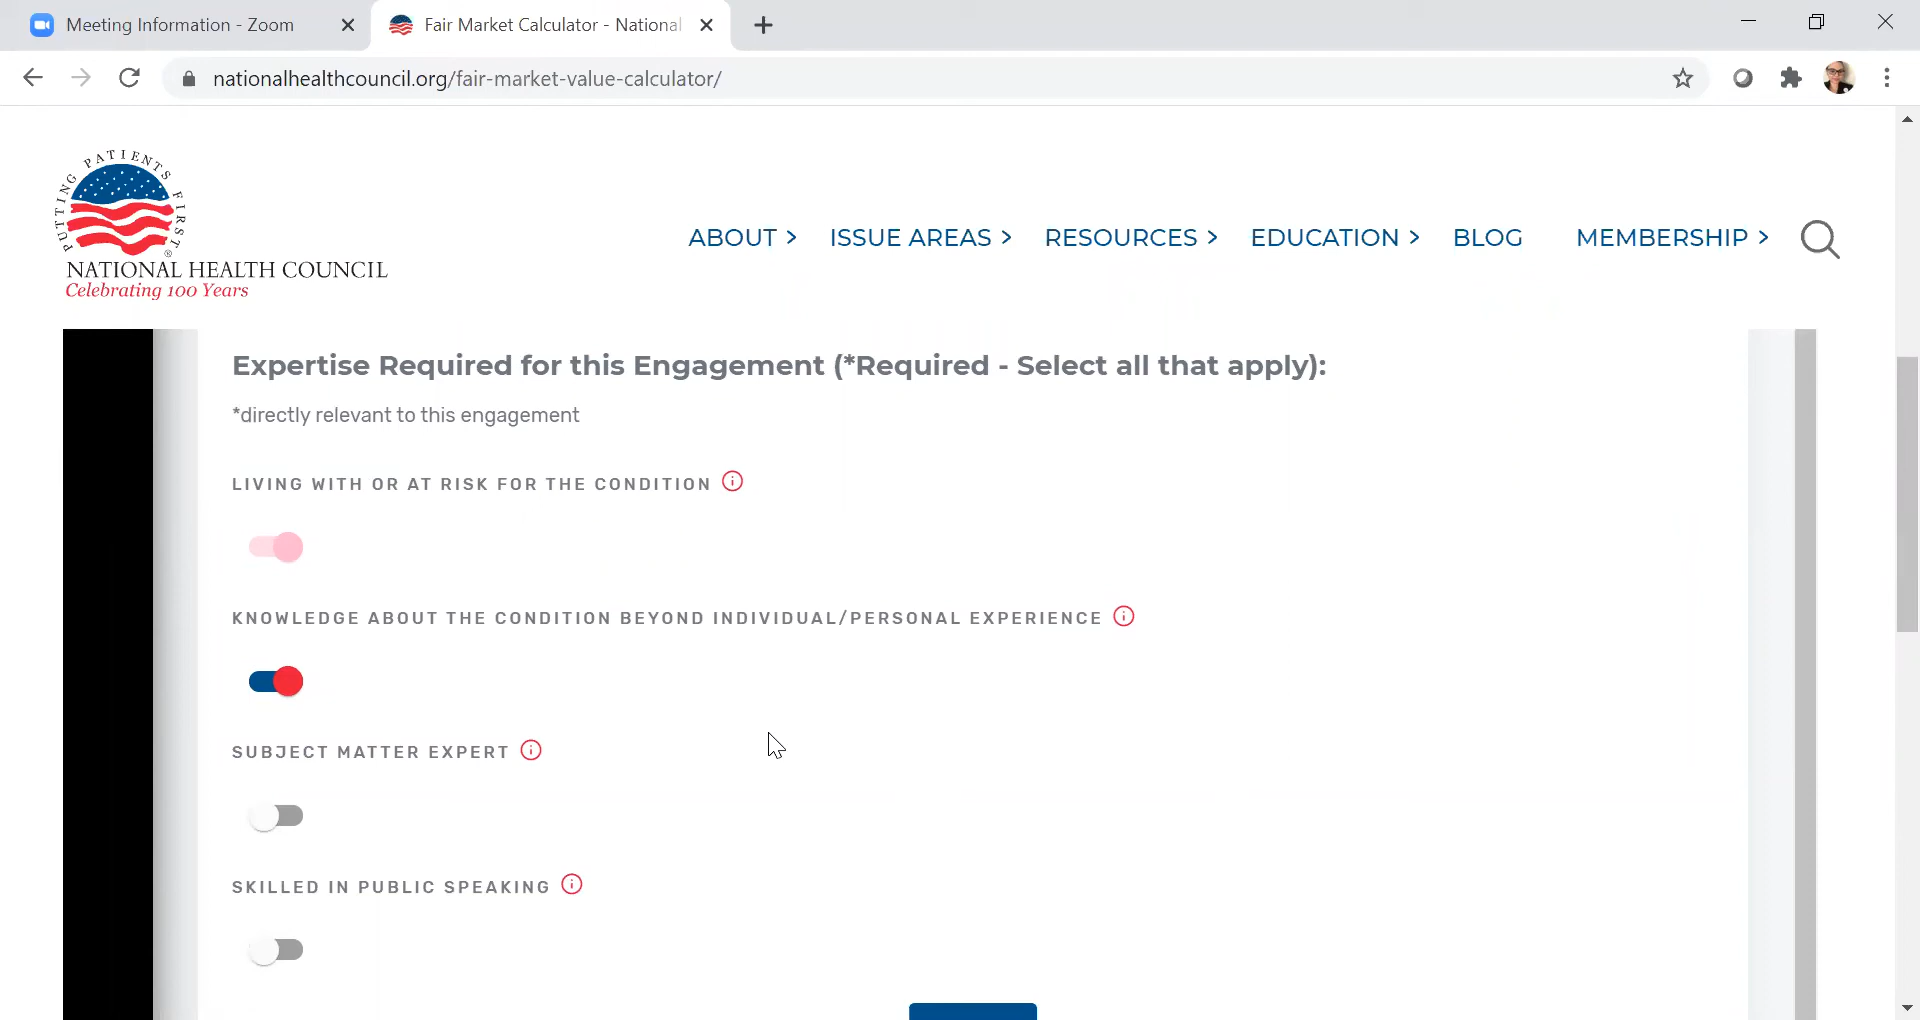 Meeting Information - Zoom
Fair Market Calculator - National
nationalhealthcouncil.org/fair-market-value-calculator/
PUTTING PATIENTS FIRST®
NATIONAL HEALTH COUNCIL
Celebrating 100 Years
ABOUT > ISSUE AREAS > RESOURCES > EDUCATION > BLOG MEMBERSHIP >
Expertise Required for this Engagement (*Required - Select all that apply):
*directly relevant to this engagement
LIVING WITH OR AT RISK FOR THE CONDITION
KNOWLEDGE ABOUT THE CONDITION BEYOND INDIVIDUAL/PERSONAL EXPERIENCE
SUBJECT MATTER EXPERT
SKILLED IN PUBLIC SPEAKING